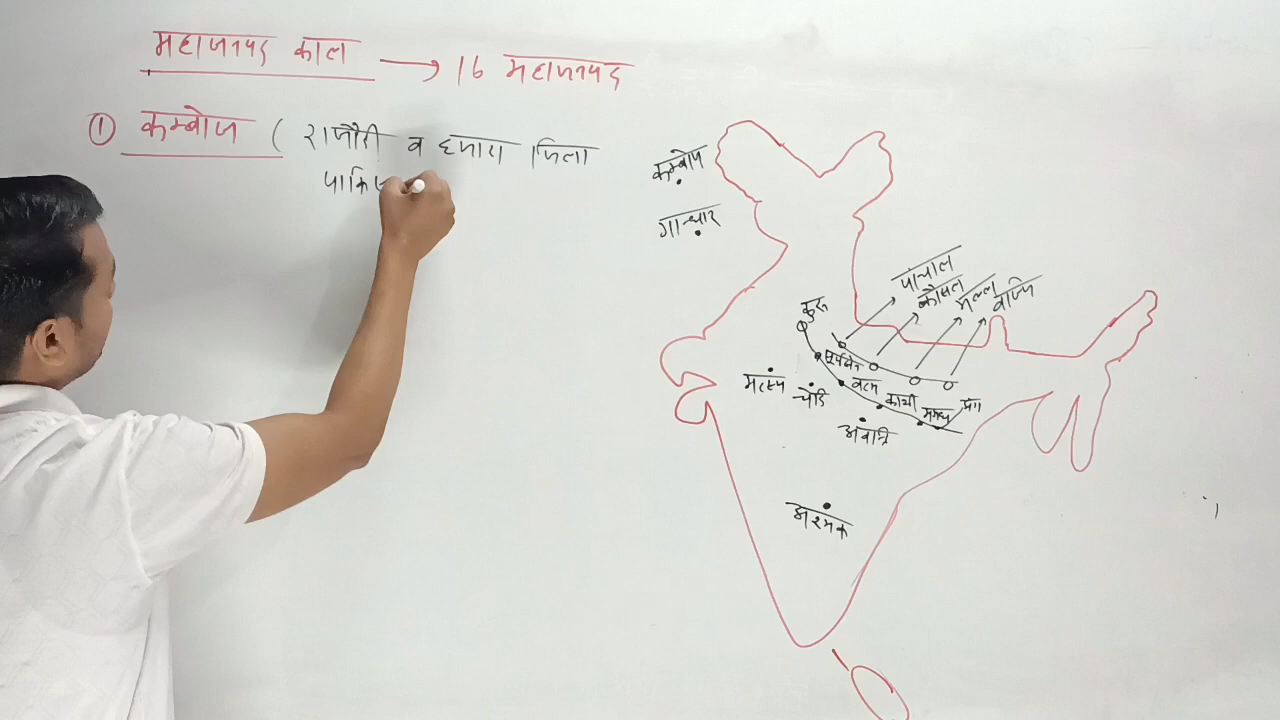 महाजनपद काल → 16 महाजनपद
① कम्बोज ( राजौरी व हजारा जिला
पाकि
कम्बोज
गान्धार
पांचाल
कौसल
मल्ल
वज्जि
कुरु
मत्स्य
चेदि
वत्स
काशी
मगध
अंग
अवन्ति
अश्मक